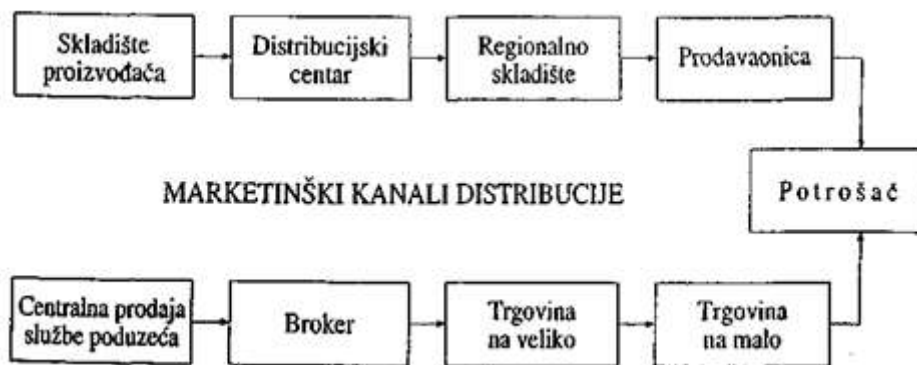 Skladište
proizvođača
Distribucijski
centar
Regionalno
skladište
Prodavaonica
MARKETINŠKI KANALI DISTRIBUCIJE
Potrošač
Centralna prodaja
službe poduzeća
Broker
Trgovina
na veliko
Trgovina
na malo